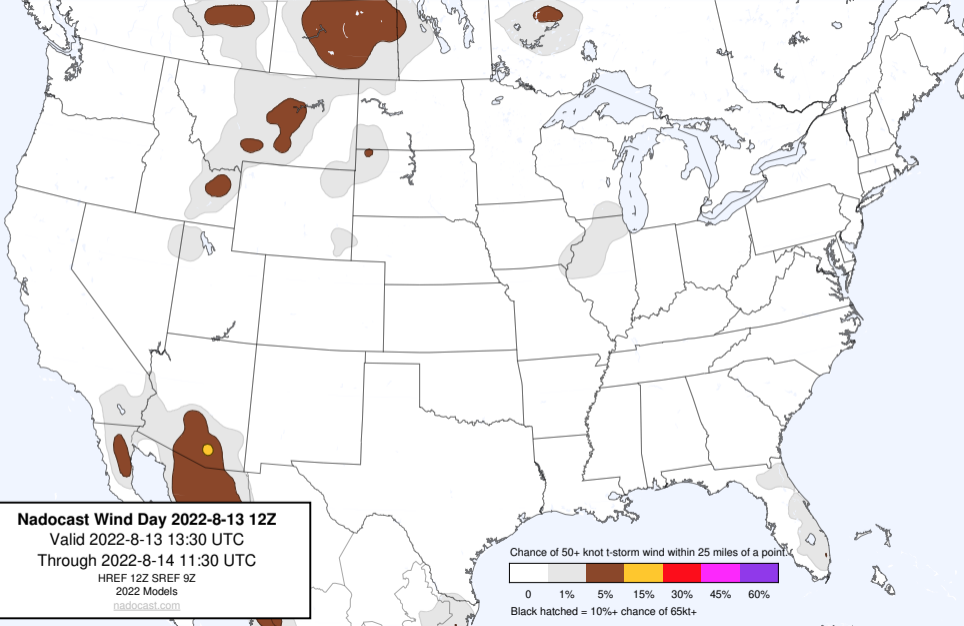 Nadocast Wind Day 2022-8-13 12Z
Valid 2022-8-13 13:30 UTC
Through 2022-8-14 11:30 UTC
HREF 12Z SREF 9Z
2022 Models
nadocast.com
Chance of 50+ knot t-storm wind within 25 miles of a point.
0 1% 5% 15% 30% 45% 60%
Black hatched = 10%+ chance of 65kt+